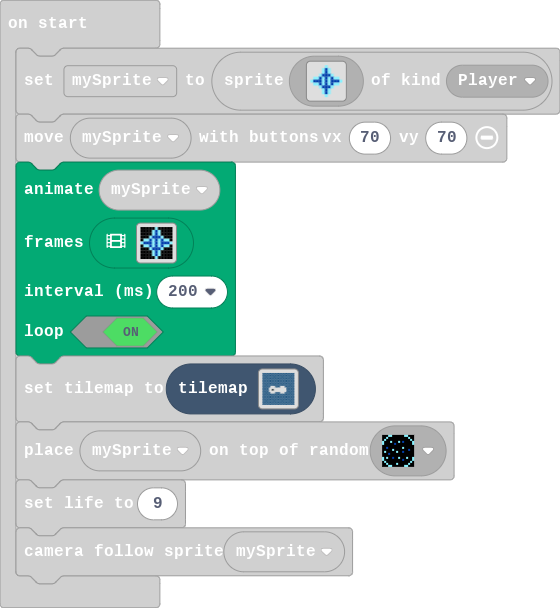 on start
set mySprite to sprite of kind Player
move mySprite with buttons vx 70 vy 70
animate mySprite
frames
interval (ms) 200
loop ON
set tilemap to tilemap
place mySprite on top of random
set life to 9
camera follow sprite mySprite